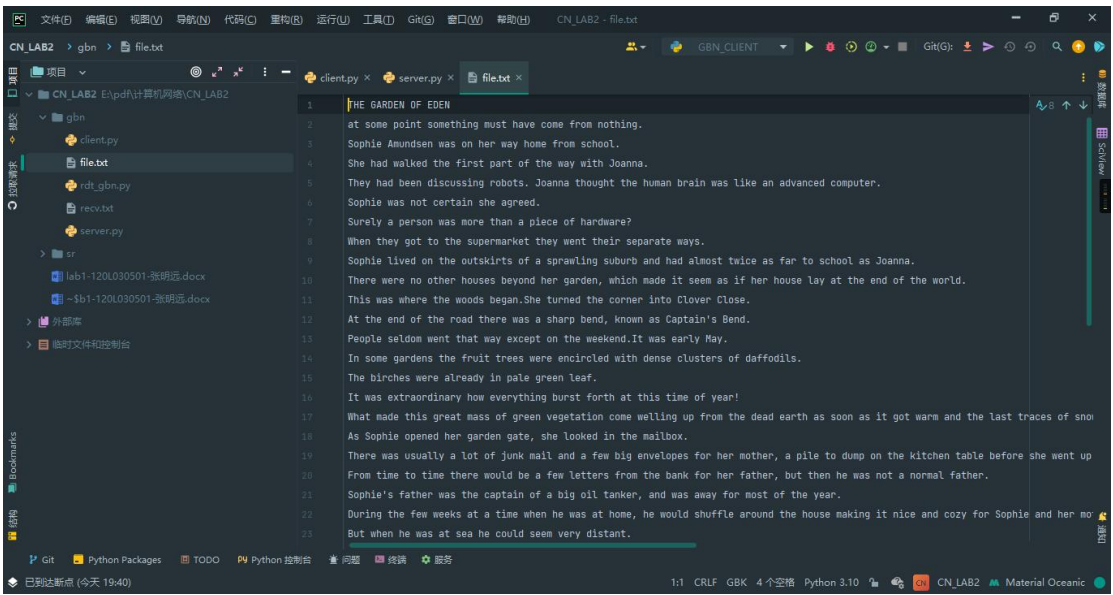 PC 文件(F) 编辑(E) 视图(V) 导航(N) 代码(C) 重构(R) 运行(U) 工具(T) Git(G) 窗口(W) 帮助(H) CN_LAB2 - file.txt
CN_LAB2 > gbn > file.txt GBN_CLIENT Git(G):
项目 client.py × server.py × file.txt ×
CN_LAB2 E:\pdf\计算机网络\CN_LAB2
gbn
client.py
file.txt
rdt_gbn.py
recv.txt
server.py
sr
lab1-120L030501-张明远.docx
~$b1-120L030501-张明远.docx
外部库
临时文件和控制台
项目
提交
拉取请求
Bookmarks
结构
1 THE GARDEN OF EDEN
2 at some point something must have come from nothing.
3 Sophie Amundsen was on her way home from school.
4 She had walked the first part of the way with Joanna.
5 They had been discussing robots. Joanna thought the human brain was like an advanced computer.
6 Sophie was not certain she agreed.
7 Surely a person was more than a piece of hardware?
8 When they got to the supermarket they went their separate ways.
9 Sophie lived on the outskirts of a sprawling suburb and had almost twice as far to school as Joanna.
10 There were no other houses beyond her garden, which made it seem as if her house lay at the end of the world.
11 This was where the woods began.She turned the corner into Clover Close.
12 At the end of the road there was a sharp bend, known as Captain's Bend.
13 People seldom went that way except on the weekend.It was early May.
14 In some gardens the fruit trees were encircled with dense clusters of daffodils.
15 The birches were already in pale green leaf.
16 It was extraordinary how everything burst forth at this time of year!
17 What made this great mass of green vegetation come welling up from the dead earth as soon as it got warm and the last traces of snow
18 As Sophie opened her garden gate, she looked in the mailbox.
19 There was usually a lot of junk mail and a few big envelopes for her mother, a pile to dump on the kitchen table before she went up
20 From time to time there would be a few letters from the bank for her father, but then he was not a normal father.
21 Sophie's father was the captain of a big oil tanker, and was away for most of the year.
22 During the few weeks at a time when he was at home, he would shuffle around the house making it nice and cozy for Sophie and her mo
23 But when he was at sea he could seem very distant.
8
数据库
SciView
通知
Git Python Packages TODO Python 控制台 问题 终端 服务
已到达断点 (今天 19:40) 1:1 CRLF GBK 4 个空格 Python 3.10 CN CN_LAB2 Material Oceanic